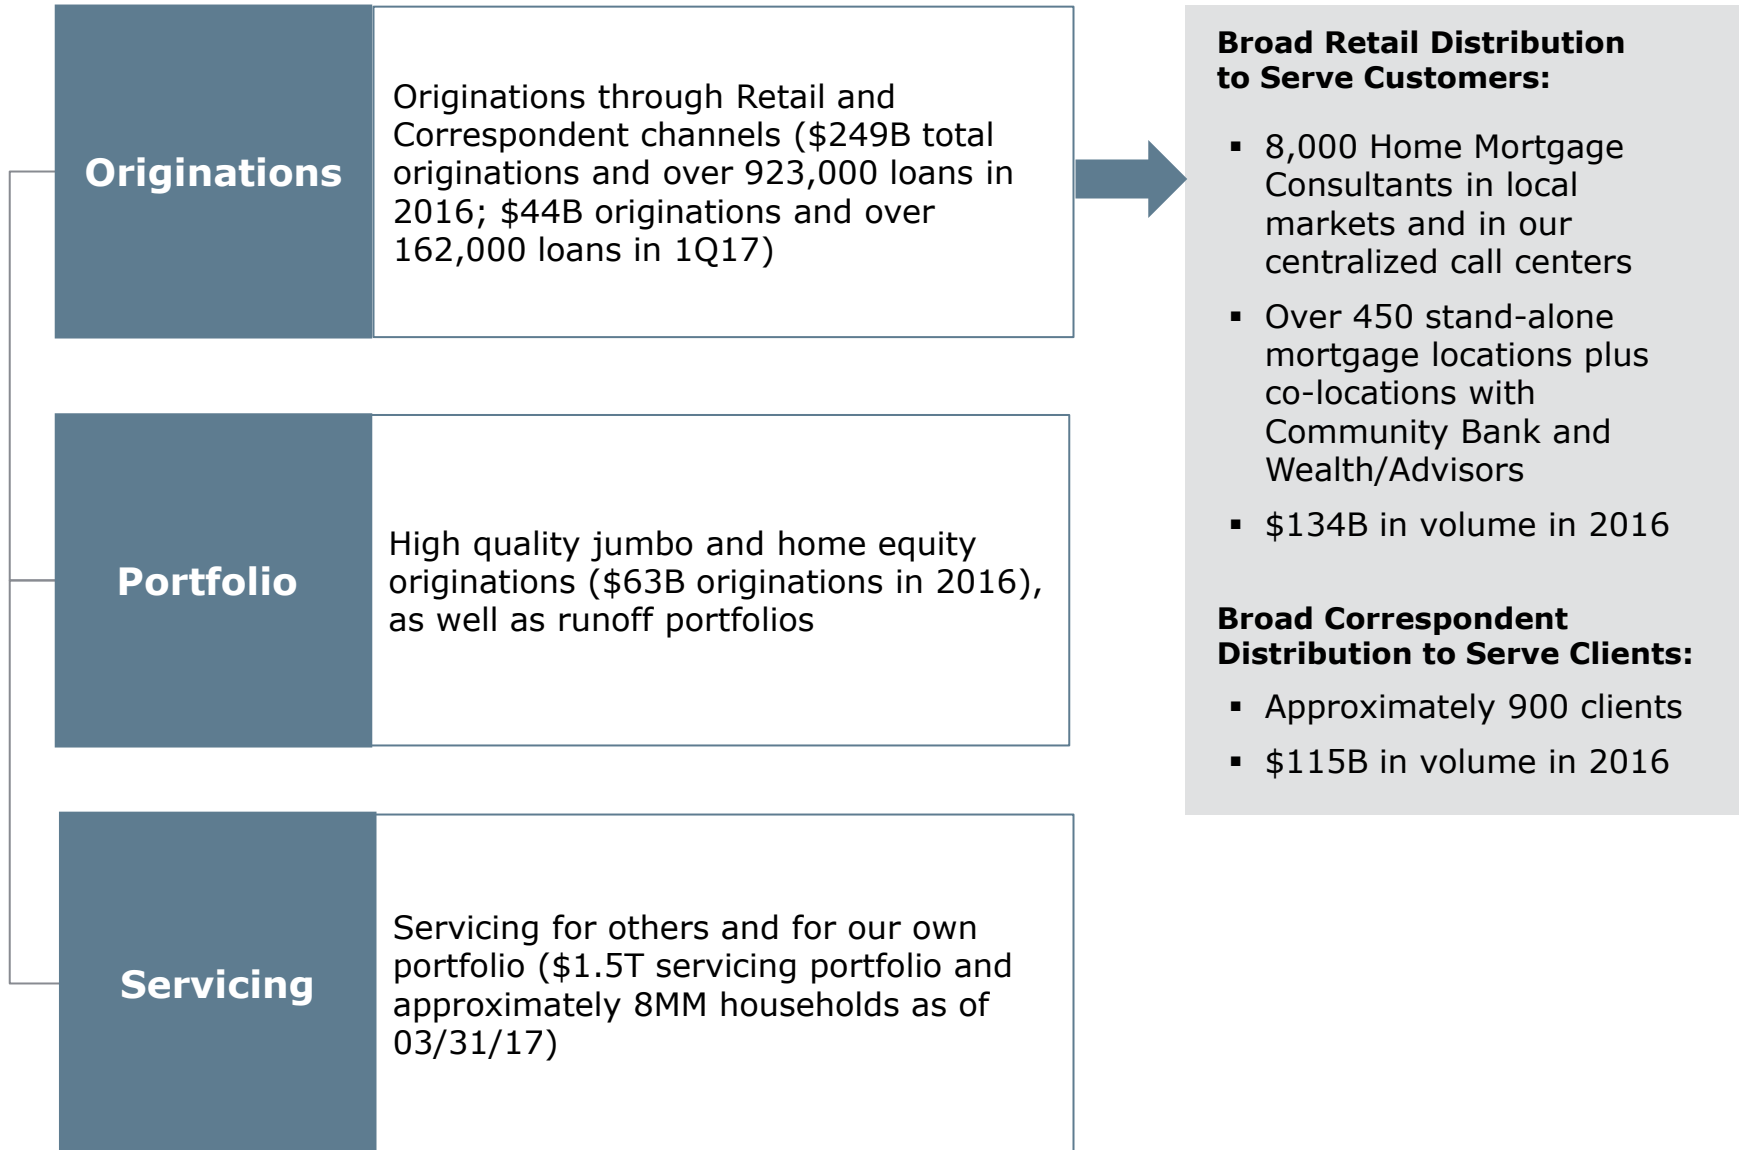 Originations
Originations through Retail and
Correspondent channels ($249B total
originations and over 923,000 loans in
2016; $44B originations and over
162,000 loans in 1Q17)
Broad Retail Distribution
to Serve Customers:
▪ 8,000 Home Mortgage
Consultants in local
markets and in our
centralized call centers
▪ Over 450 stand-alone
mortgage locations plus
co-locations with
Community Bank and
Wealth/Advisors
▪ $134B in volume in 2016
Broad Correspondent
Distribution to Serve Clients:
▪ Approximately 900 clients
▪ $115B in volume in 2016
Portfolio
High quality jumbo and home equity
originations ($63B originations in 2016),
as well as runoff portfolios
Servicing
Servicing for others and for our own
portfolio ($1.5T servicing portfolio and
approximately 8MM households as of
03/31/17)